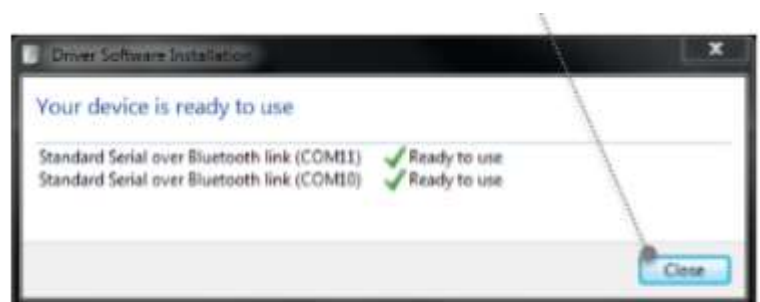 Driver Software Installation
Your device is ready to use
Standard Serial over Bluetooth link (COM11) Ready to use
Standard Serial over Bluetooth link (COM10) Ready to use
Close